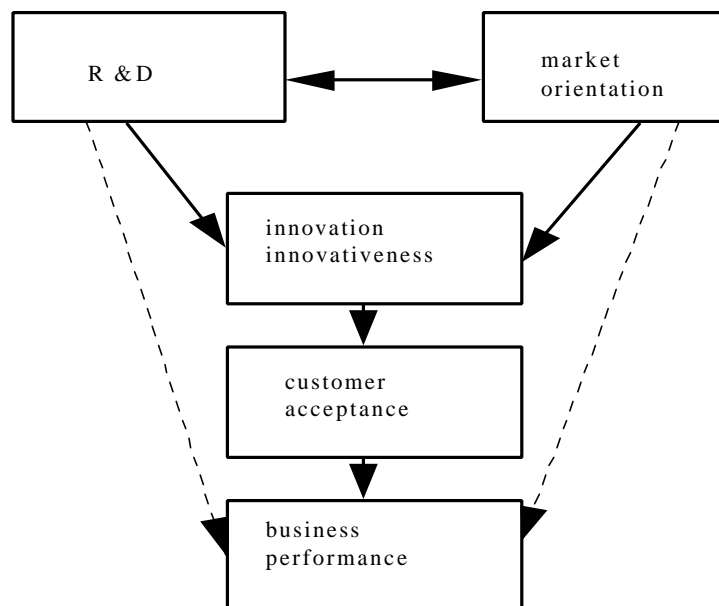 R &D
market
orientation
innovation
innovativeness
customer
acceptance
business
performance